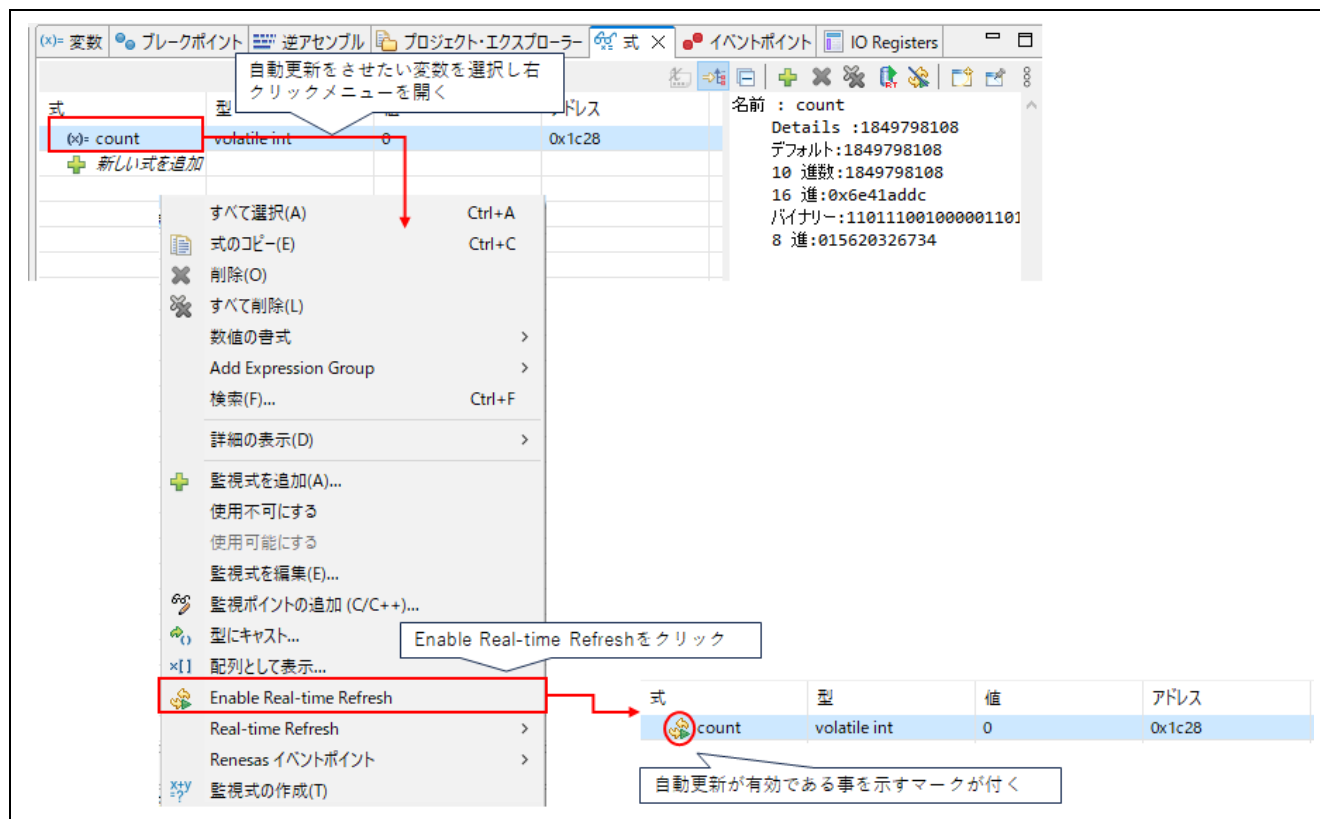 (x)= 変数 ブレークポイント 逆アセンブル プロジェクト・エクスプローラー 式 イベントポイント IO Registers
自動更新をさせたい変数を選択し右
クリックメニューを開く
式 型 アドレス
(x)= count volatile int 0 0x1c28
新しい式を追加
名前 : count
Details :1849798108
デフォルト:1849798108
10 進数:1849798108
16 進:0x6e41addc
バイナリー:110111001000001101
8 進:015620326734
すべて選択(A) Ctrl+A
式のコピー(E) Ctrl+C
削除(O)
すべて削除(L)
数値の書式
Add Expression Group
検索(F)... Ctrl+F
詳細の表示(D)
監視式を追加(A)...
使用不可にする
使用可能にする
監視式を編集(E)...
監視ポイントの追加 (C/C++)...
型にキャスト...
×[] 配列として表示...
Enable Real-time Refreshをクリック
Enable Real-time Refresh
Real-time Refresh
Renesas イベントポイント
監視式の作成(T)
式 型 値 アドレス
count volatile int 0 0x1c28
自動更新が有効である事を示すマークが付く